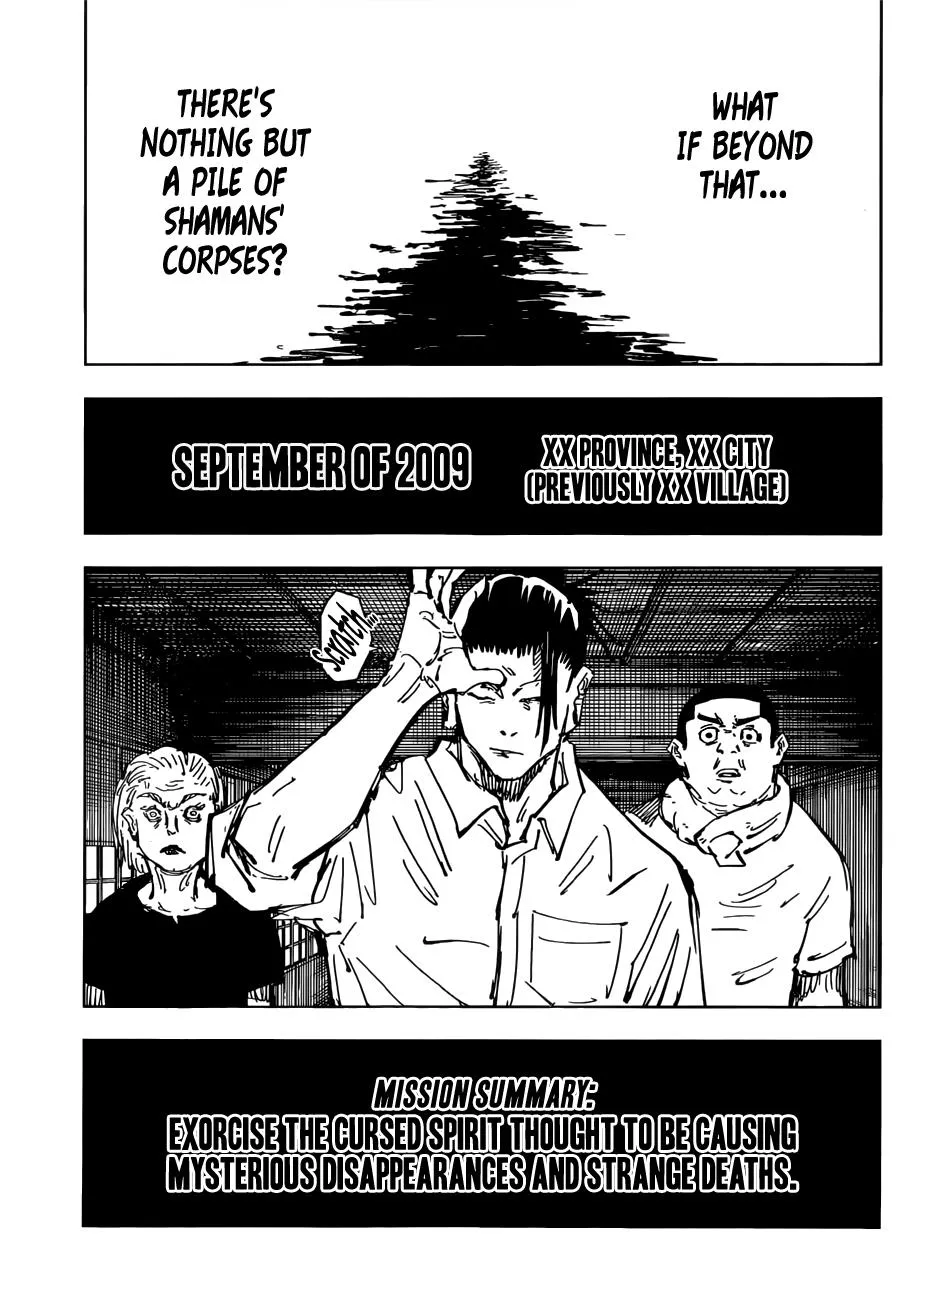 WHAT
IF BEYOND
THAT...
THERE'S
NOTHING BUT
A PILE OF
SHAMANS'
CORPSES?
SEPTEMBER OF 2009
XX PROVINCE, XX CITY
(PREVIOUSLY XX VILLAGE)
Scratch...
MISSION SUMMARY:
EXORCISE THE CURSED SPIRIT THOUGHT TO BE CAUSING
MYSTERIOUS DISAPPEARANCES AND STRANGE DEATHS.